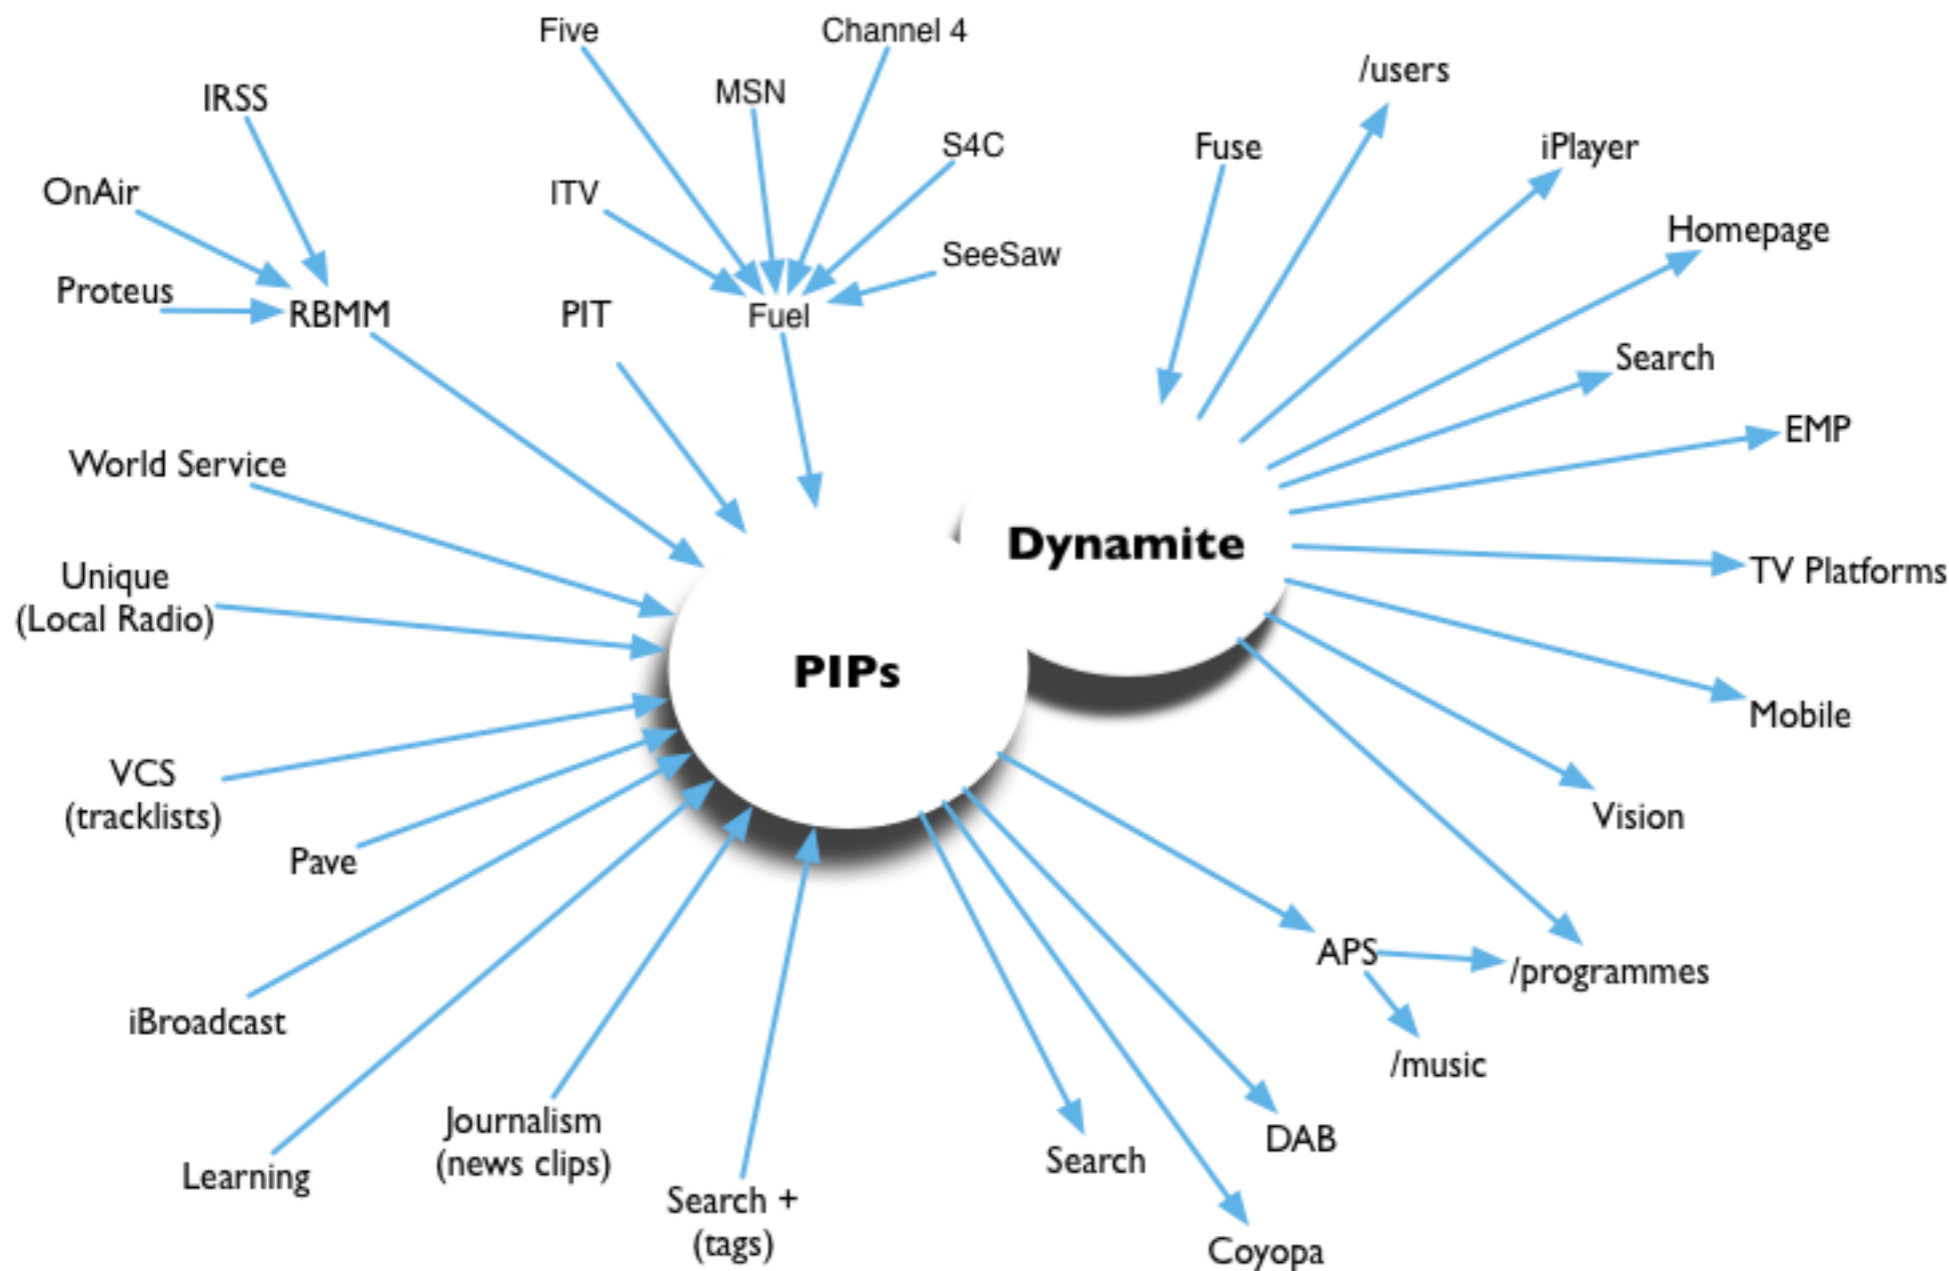 Five
Channel 4
/users
MSN
IRSS
S4C
Fuse
iPlayer
OnAir
ITV
Homepage
SeeSaw
Proteus
RBMM
PIT
Fuel
Search
EMP
World Service
Dynamite
TV Platforms
Unique
(Local Radio)
PIPs
Mobile
VCS
(tracklists)
Vision
Pave
APS
/programmes
iBroadcast
/music
Journalism
(news clips)
DAB
Search
Learning
Search +
(tags)
Coyopa